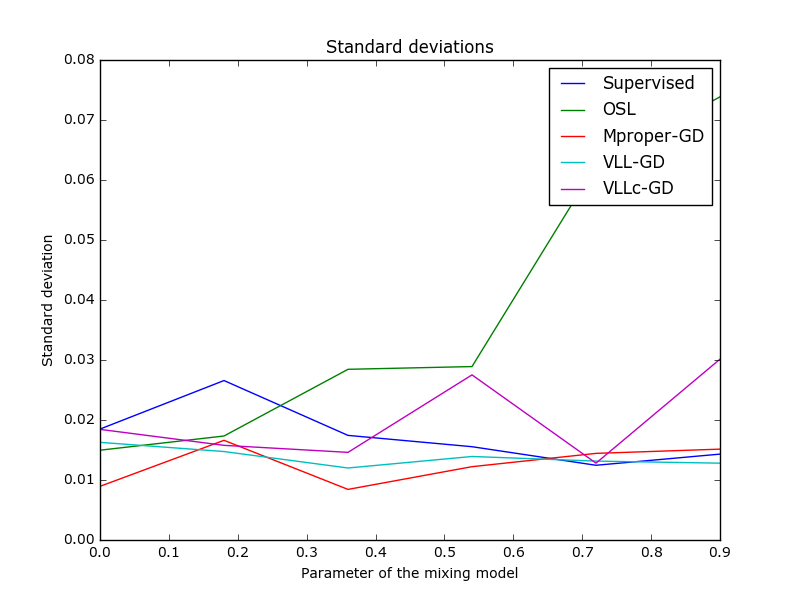 Standard deviations
0.08
0.07
0.06
0.05
0.04
0.03
0.02
0.01
0.00
Standard deviation
Supervised
OSL
Mproper-GD
VLL-GD
VLLc-GD
0.0 0.1 0.2 0.3 0.4 0.5 0.6 0.7 0.8 0.9
Parameter of the mixing model